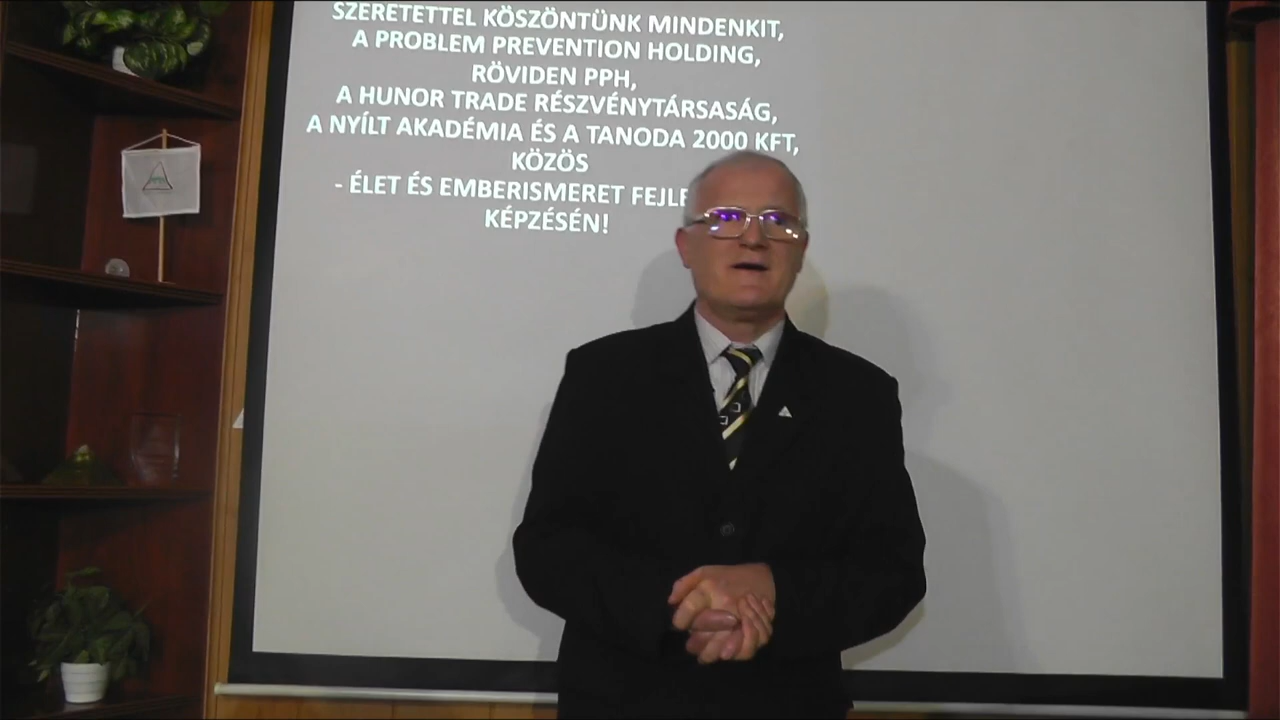 SZERETETTEL KÖSZÖNTÜNK MINDENKIT,
A PROBLEM PREVENTION HOLDING,
RÖVIDEN PPH,
A HUNOR TRADE RÉSZVÉNYTÁRSASÁG,
A NYÍLT AKADÉMIA ÉS A TANODA 2000 KFT,
KÖZÖS
- ÉLET ÉS EMBERISMERET
KÉPZÉSÉN!